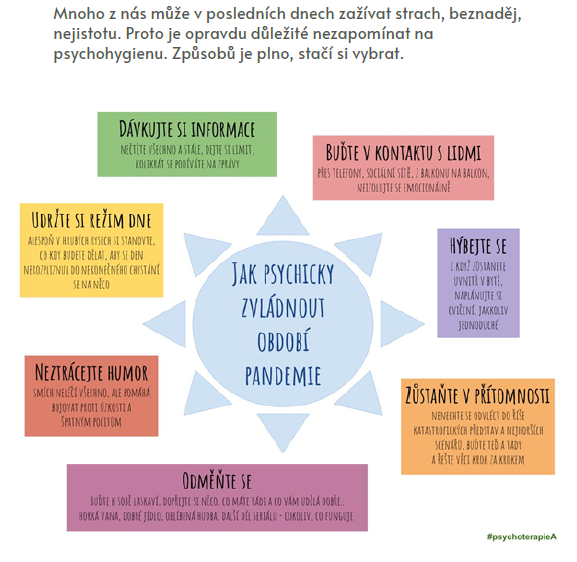 Mnoho z nás může v posledních dnech zažívat strach, beznaděj,
nejistotu. Proto je opravdu důležité nezapomínat na
psychohygienu. Způsobů je plno, stačí si vybrat.
DÁVKUJTE SI INFORMACE
NEČTĚTE VŠECHNO A STÁLE, DEJTE SI LIMIT,
KOLIKRÁT SE PODÍVÁTE NA ZPRÁVY
BUĎTE V KONTAKTU S LIDMI
PŘES TELEFONY, SOCIÁLNÍ SÍTĚ, Z BALKONU NA BALKON,
NEIZOLUJTE SE EMOCIONÁLNĚ
UDRŽTE SI REŽIM DNE
ALESPOŇ V HRUBÝCH RYSECH SI STANOVTE,
CO KDY BUDETE DĚLAT, ABY SE DEN
NEROZPLIZNUL DO NEKONEČNÉHO CHYSTÁNÍ
SE NA NĚCO
HÝBEJTE SE
I KDYŽ ZŮSTANETE
UVNITŘ V BYTĚ,
NAPLÁNUJTE SI
CVIČENÍ, JAKKOLIV
JEDNODUCHÉ
JAK PSYCHICKY
ZVLÁDNOUT
OBDOBÍ
PANDEMIE
NEZTRÁCEJTE HUMOR
SMÍCH NELÉČÍ VŠECHNO, ALE POMÁHÁ
BOJOVAT PROTI ÚZKOSTI A
ŠPATNÝM POCITŮM
ZŮSTAŇTE V PŘÍTOMNOSTI
NENECHTE SE ODVLÉCT DO ŘÍŠE
KATASTROFICKÝCH PŘEDSTAV A NEJHORŠÍCH
SCÉNÁŘŮ. BUĎTE TEĎ A TADY
A ŘEŠTE VĚCI KROK ZA KROKEM
ODMĚŇTE SE
BUĎTE K SOBĚ LASKAVÍ, DOPŘEJTE SI NĚCO, CO MÁTE RÁDI A CO VÁM UDĚLÁ DOBŘE..
HORKÁ VANA, DOBRÉ JÍDLO, OBLÍBENÁ HUDBA, DALŠÍ DÍL SERIÁLU - COKOLIV, CO FUNGUJE.
#psychoterapieA